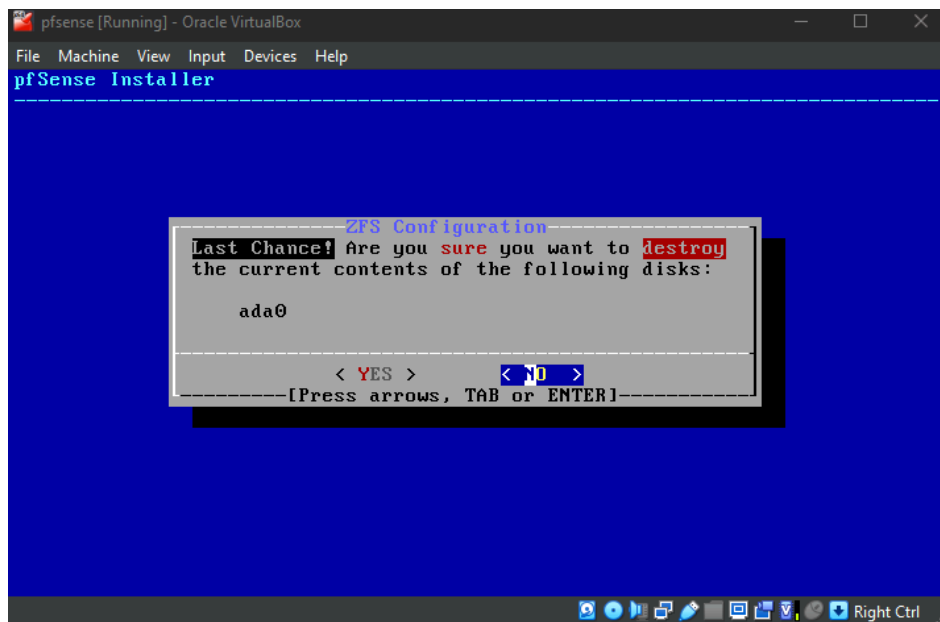 pfsense [Running] - Oracle VirtualBox
File Machine View Input Devices Help
pfSense Installer
ZFS Configuration
Last Chance! Are you sure you want to destroy
the current contents of the following disks:
ada0
< YES > < NO >
[Press arrows, TAB or ENTER]
Right Ctrl